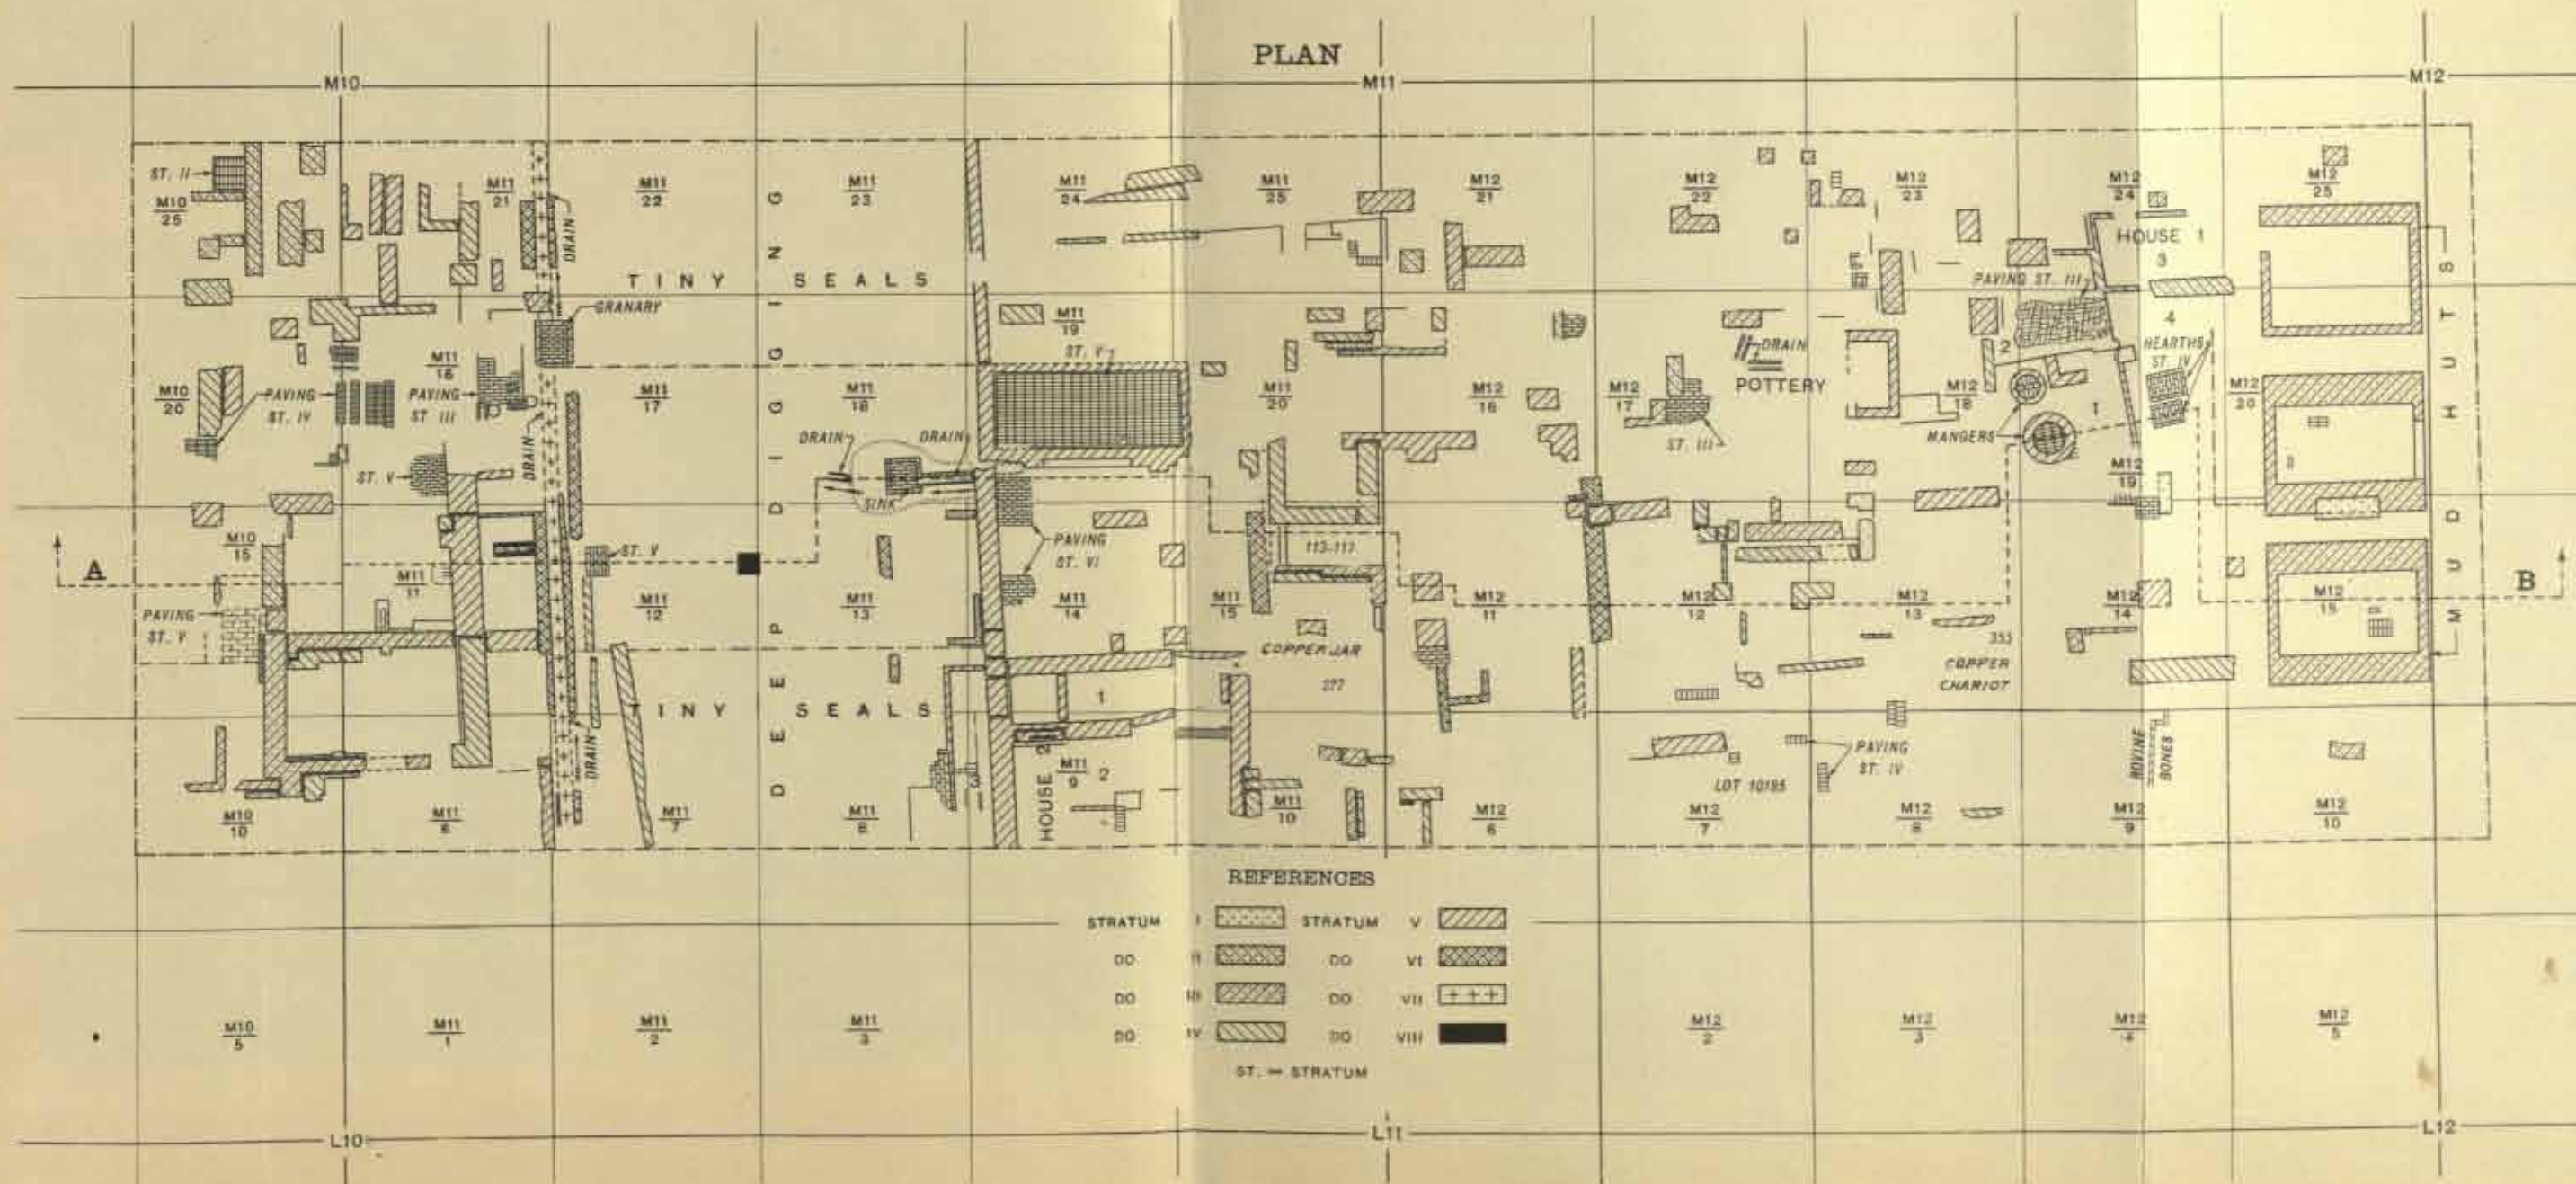 PLAN
M10 M11 M12
ST. II
M10
25
M11
21
DRAIN
M11
22
M11
23
M11
24
M11
25
M12
21
M12
22
M12
23
M12
24
M12
25
HOUSE 1
3
TINY SEALS
DEEP DIGGING
PAVING ST. III
GRANARY
M11
19
ST. V
4
HEARTHS
ST. IV
MUD HUTS
M10
20
PAVING
ST. IV
M11
16
PAVING
ST III
M11
17
M11
18
M11
20
M12
16
M12
17
DRAIN
POTTERY
ST. III
M12
18
2
1
MANGERS
M12
20
M12
19
ST. V
DRAIN
DRAIN
DRAIN
SINK
A
M10
15
M11
11
ST. V
M11
12
M11
13
PAVING
ST. VI
M11
14
113-117
M11
15
M12
11
M12
12
M12
13
M12
14
M12
15
B
PAVING
ST. V
COPPER JAR
277
353
COPPER
CHARIOT
TINY SEALS
1
DRAIN
HOUSE 2
M11
9
2
3
PAVING
ST. IV
LOT 10185
BOVINE
BONES
M10
10
M11
6
M11
7
M11
8
M11
10
M12
6
M12
7
M12
8
M12
9
M12
10
REFERENCES
STRATUM I STRATUM V
DO II DO VI
DO III DO VII
DO IV DO VIII
ST. = STRATUM
M10
5
M11
1
M11
2
M11
3
M12
2
M12
3
M12
4
M12
5
L10 L11 L12